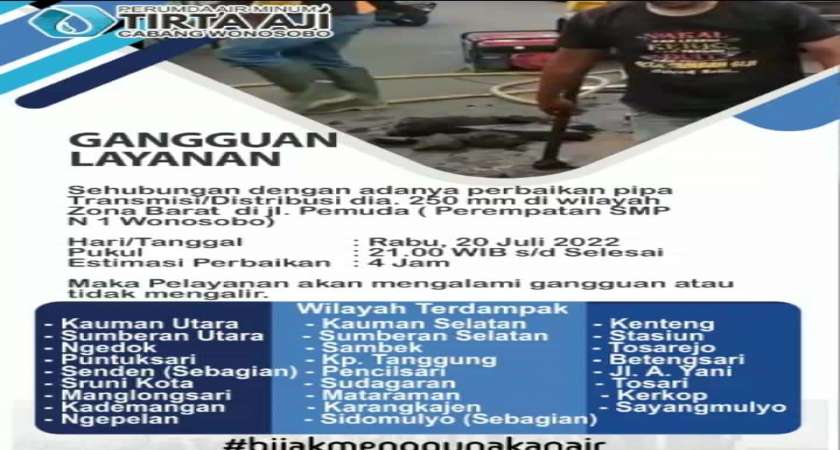 PERUMDA AIR MINUM
TIRTA AJI
CABANG WONOSOBO
GANGGUAN
LAYANAN
Sehubungan dengan adanya perbaikan pipa
Transmisi/Distribusi dia. 250 mm di wilayah
Zona Barat di jl. Pemuda ( Perempatan SMP
N 1 Wonosobo)
Hari/Tanggal : Rabu, 20 Juli 2022
Pukul : 21.00 WIB s/d Selesai
Estimasi Perbaikan : 4 Jam
Maka Pelayanan akan mengalami gangguan atau
tidak mengalir.
Wilayah Terdampak
- Kauman Utara
- Sumberan Utara
- Ngedok
- Puntuksari
- Senden (Sebagian)
- Sruni Kota
- Manglongsari
- Kademangan
- Ngepelan
- Kauman Selatan
- Sumberan Selatan
- Sambek
- Kp. Tanggung
- Pencilsari
- Sudagaran
- Mataraman
- Karangkajen
- Sidomulyo (Sebagian)
- Kenteng
- Stasiun
- Tosarejo
- Betengsari
- Jl. A. Yani
- Tosari
- Kerkop
- Sayangmulyo
#bijakmenggunakanair